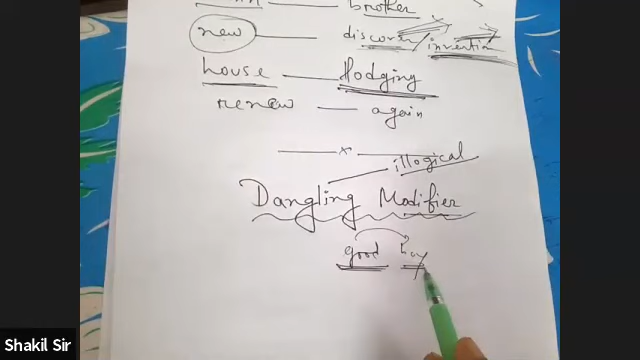 brother
new — discover/invention
house — lodging
renew — again
— x —
illogical
Dangling Modifier
good boy
Shakil Sir